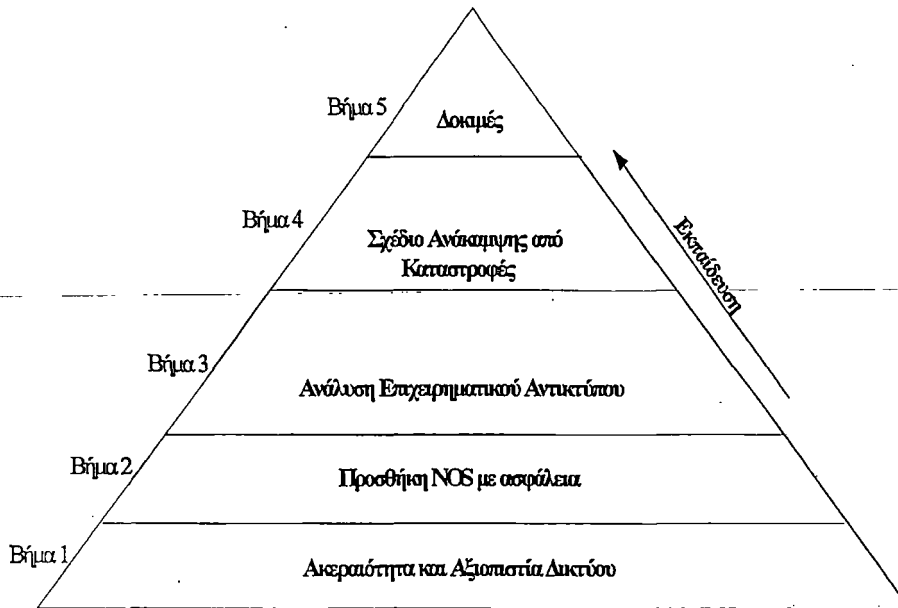 Βήμα 5
Δοκιμές
Βήμα 4
Σχέδιο Ανάκαμψης από
Καταστροφές
Εκπαίδευση
Βήμα 3
Ανάλυση Επιχειρηματικού Αντικτύπου
Βήμα 2
Προσθήκη NOS με ασφάλεια
Βήμα 1
Ακεραιότητα και Αξιοπιστία Δικτύου